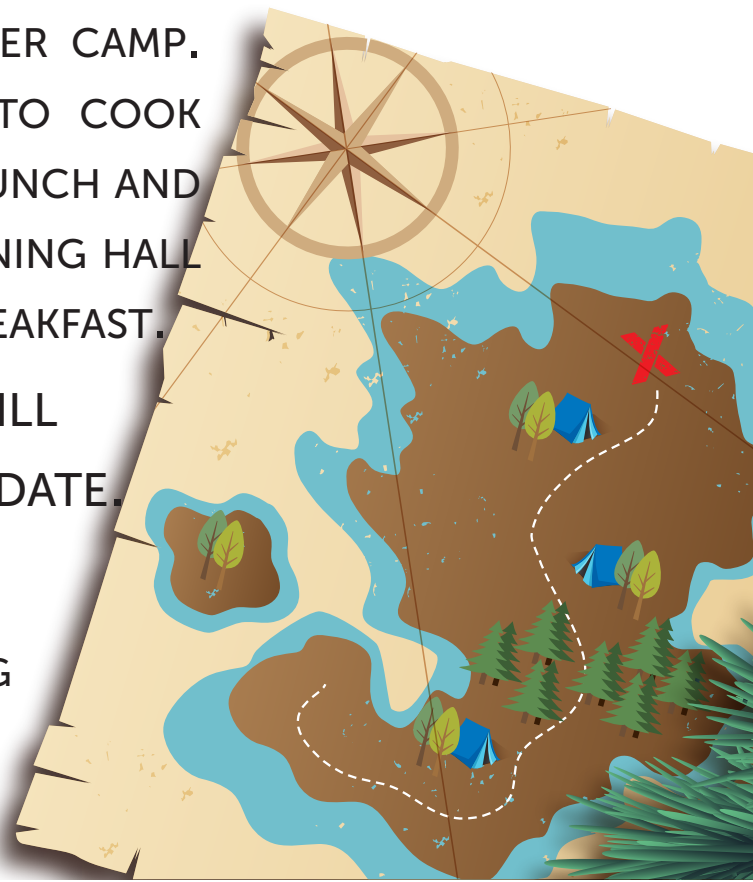 ER CAMP.
TO COOK
UNCH AND
NING HALL
EAKFAST.
ILL
DATE.
G